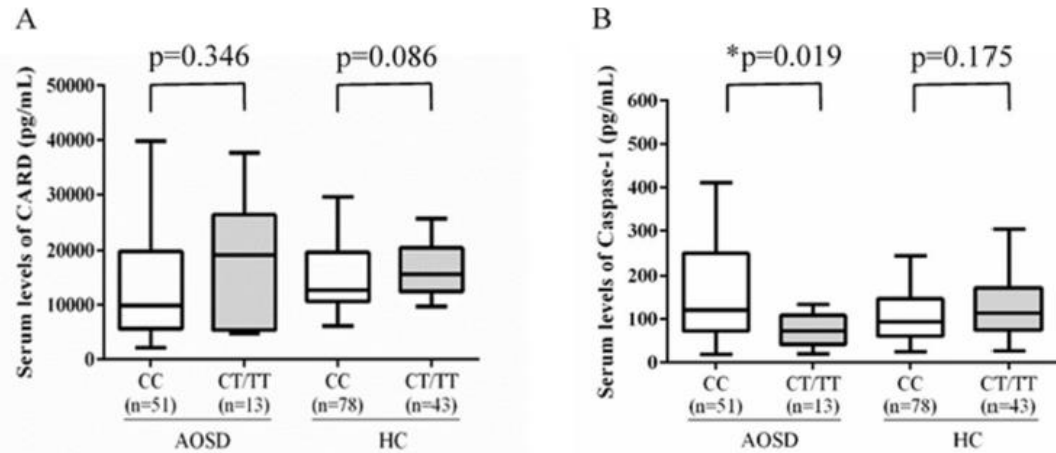 A
p=0.346
p=0.086
Serum levels of CARD (pg/mL)
50000
40000
30000
20000
10000
0
CC
CT/TT
CC
CT/TT
(n=51)
(n=13)
(n=78)
(n=43)
AOSD
HC
B
*p=0.019
p=0.175
Serum levels of Caspase-1 (pg/mL)
600
500
400
300
200
100
0
CC
CT/TT
CC
CT/TT
(n=51)
(n=13)
(n=78)
(n=43)
AOSD
HC